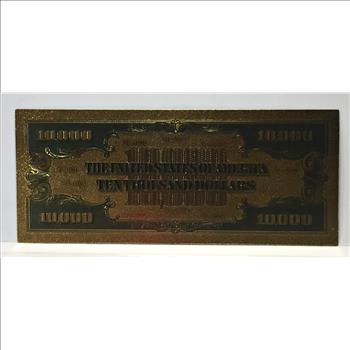 10,000 10,000
THE UNITED STATES OF AMERICA
TEN THOUSAND DOLLARS
10,000 10,000